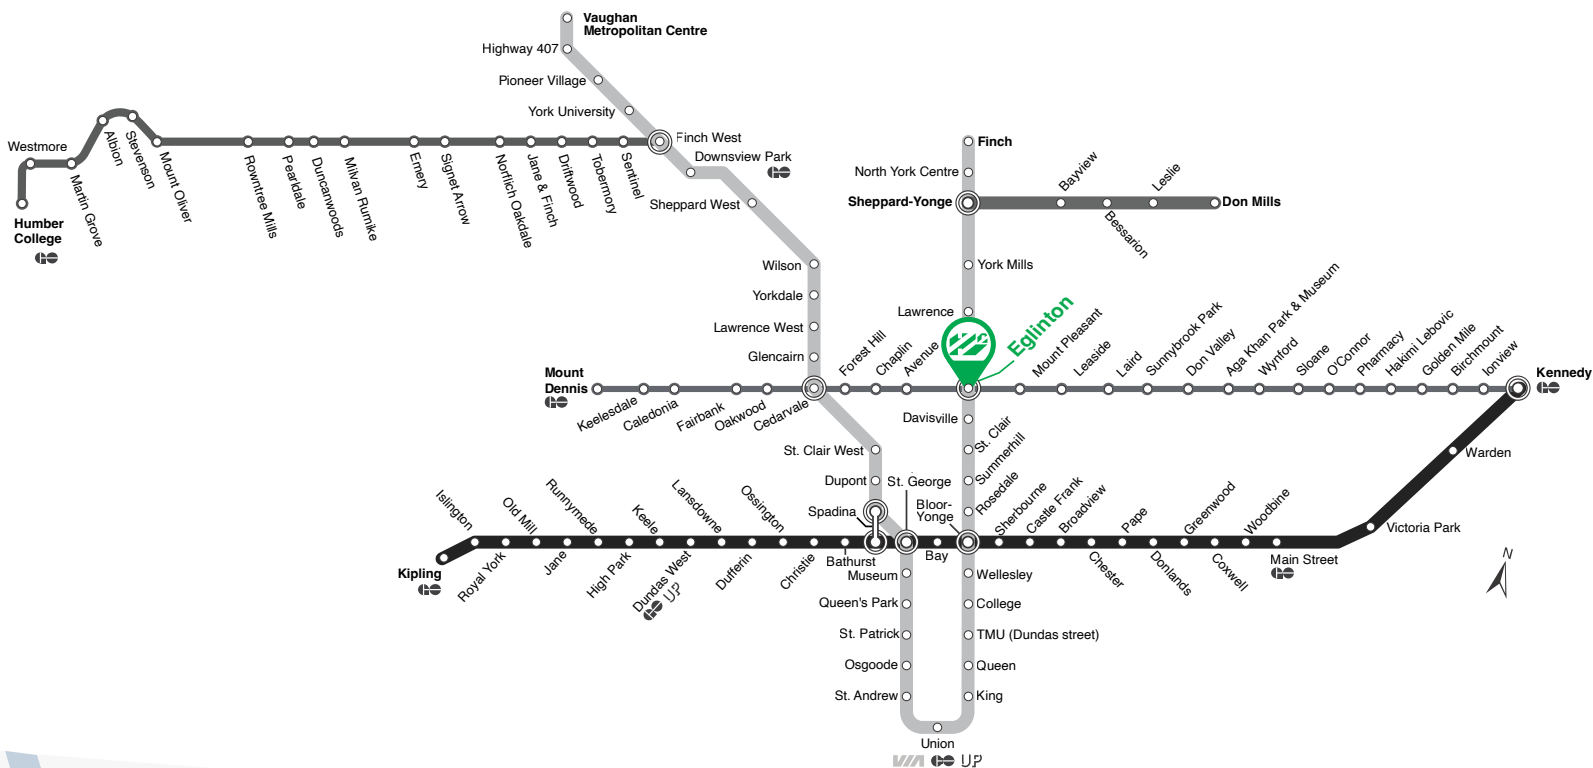 Vaughan
Metropolitan Centre
Highway 407
Pioneer Village
York University
Finch West
Downsview Park
Sheppard West
Wilson
Yorkdale
Lawrence West
Glencairn
Westmore
Albion
Stevenson
Mount Oliver
Martin Grove
Humber
College
Rowntree Mills
Pearldale
Duncanwoods
Milvan Rumike
Emery
Signet Arrow
Norflich Oakdale
Jane & Finch
Driftwood
Tobermory
Sentinel
Finch
North York Centre
Sheppard-Yonge
Bayview
Bessarion
Leslie
Don Mills
York Mills
Lawrence
Eglinton
Mount
Dennis
Keelesdale
Caledonia
Fairbank
Oakwood
Cedarvale
Forest Hill
Chaplin
Avenue
Mount Pleasant
Leaside
Laird
Sunnybrook Park
Don Valley
Aga Khan Park & Museum
Wynford
Sloane
O'Connor
Pharmacy
Hakimi Lebovic
Golden Mile
Birchmount
Ionview
Kennedy
Davisville
St. Clair
Summerhill
Rosedale
St. Clair West
Dupont
Spadina
St. George
Bloor-
Yonge
Kipling
Islington
Royal York
Old Mill
Jane
Runnymede
High Park
Keele
Dundas West
UP
Lansdowne
Dufferin
Ossington
Christie
Bathurst
Bay
Sherbourne
Castle Frank
Broadview
Chester
Pape
Donlands
Greenwood
Coxwell
Woodbine
Main Street
Victoria Park
Warden
N
Museum
Queen's Park
St. Patrick
Osgoode
St. Andrew
Wellesley
College
TMU (Dundas street)
Queen
King
Union
VIA GO UP